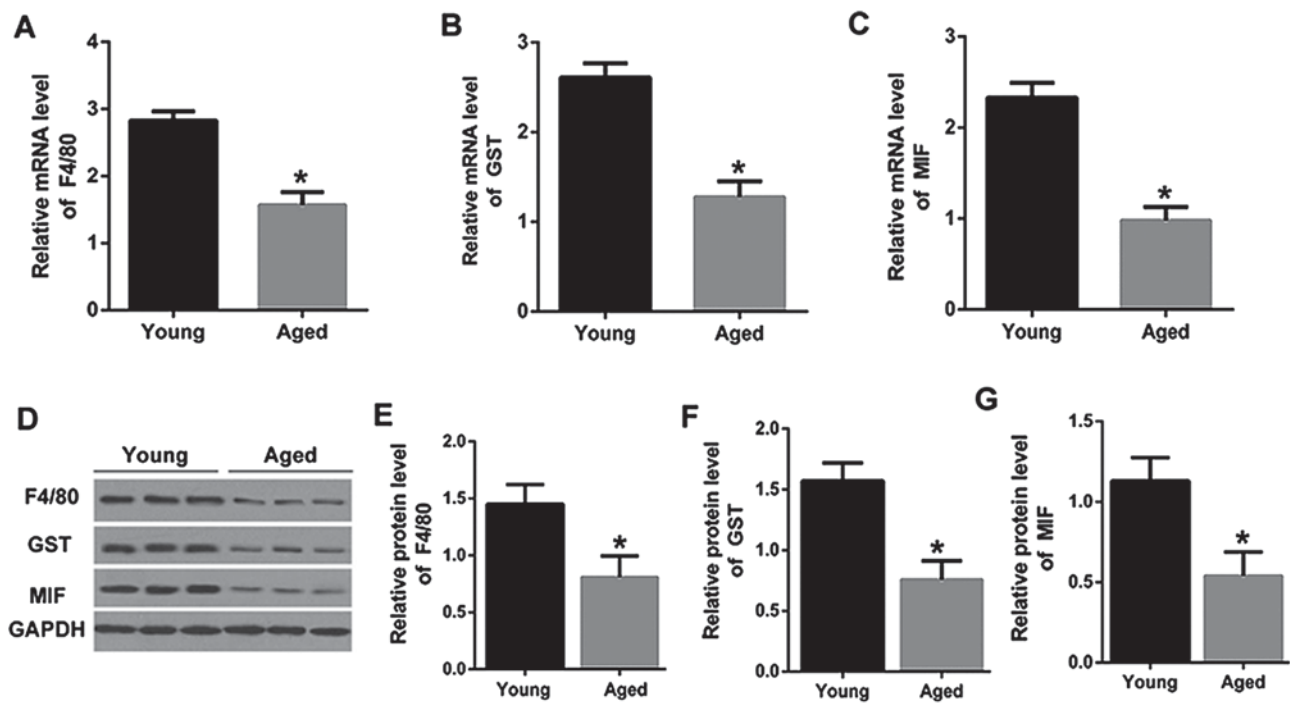 A
Relative mRNA level
of F4/80
4
3
2
1
0
*
Young
Aged
B
Relative mRNA level
of GST
3
2
1
0
*
Young
Aged
C
Relative mRNA level
of MIF
3
2
1
0
*
Young
Aged
D
Young
Aged
F4/80
GST
MIF
GAPDH
E
Relative protein level
of F4/80
2.0
1.5
1.0
0.5
0.0
*
Young
Aged
F
Relative protein level
of GST
2.0
1.5
1.0
0.5
0.0
*
Young
Aged
G
Relative protein level
of MIF
1.5
1.0
0.5
0.0
*
Young
Aged